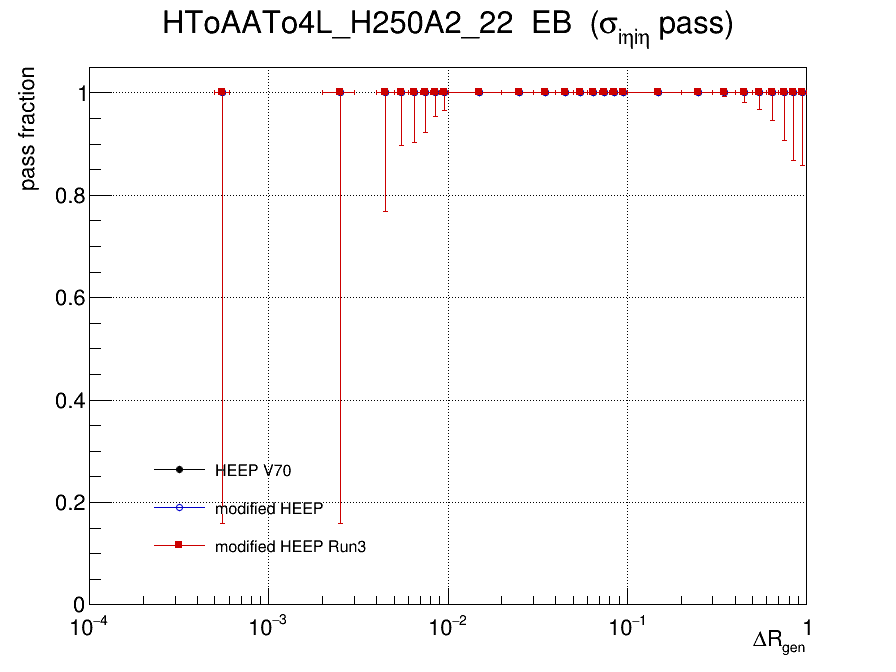 HToAATo4L_H250A2_22 EB (σiηiη pass)
pass fraction
1
0.8
0.6
0.4
0.2
0
HEEP V70
modified HEEP
modified HEEP Run3
10−4 10−3 10−2 10−1 1
ΔRgen